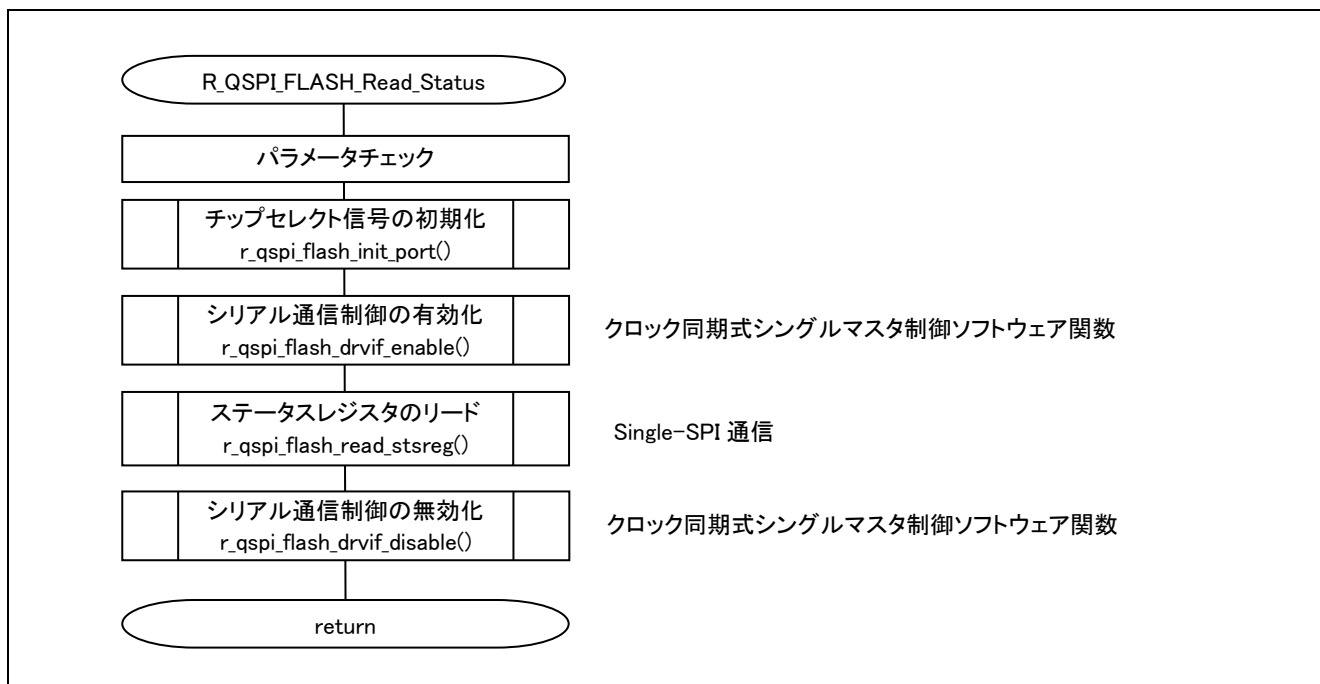 R_QSPI_FLASH_Read_Status
パラメータチェック
チップセレクト信号の初期化
r_qspi_flash_init_port()
シリアル通信制御の有効化
r_qspi_flash_drvif_enable()
クロック同期式シングルマスタ制御ソフトウェア関数
ステータスレジスタのリード
r_qspi_flash_read_stsreg()
Single-SPI 通信
シリアル通信制御の無効化
r_qspi_flash_drvif_disable()
クロック同期式シングルマスタ制御ソフトウェア関数
return